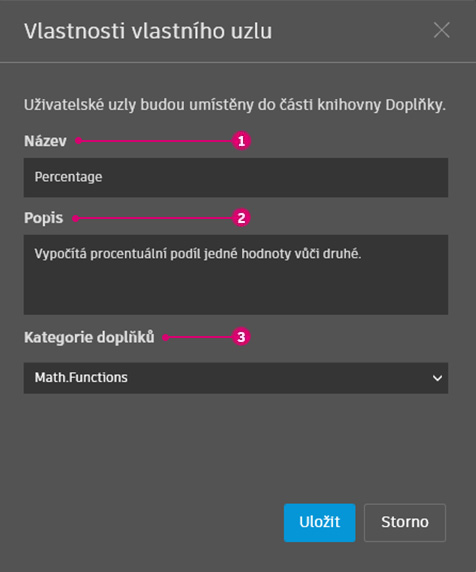 Vlastnosti vlastního uzlu
Uživatelské uzly budou umístěny do části knihovny Doplňky.
Název 1
Percentage
Popis 2
Vypočítá procentuální podíl jedné hodnoty vůči druhé.
Kategorie doplňků 3
Math.Functions
Uložit Storno